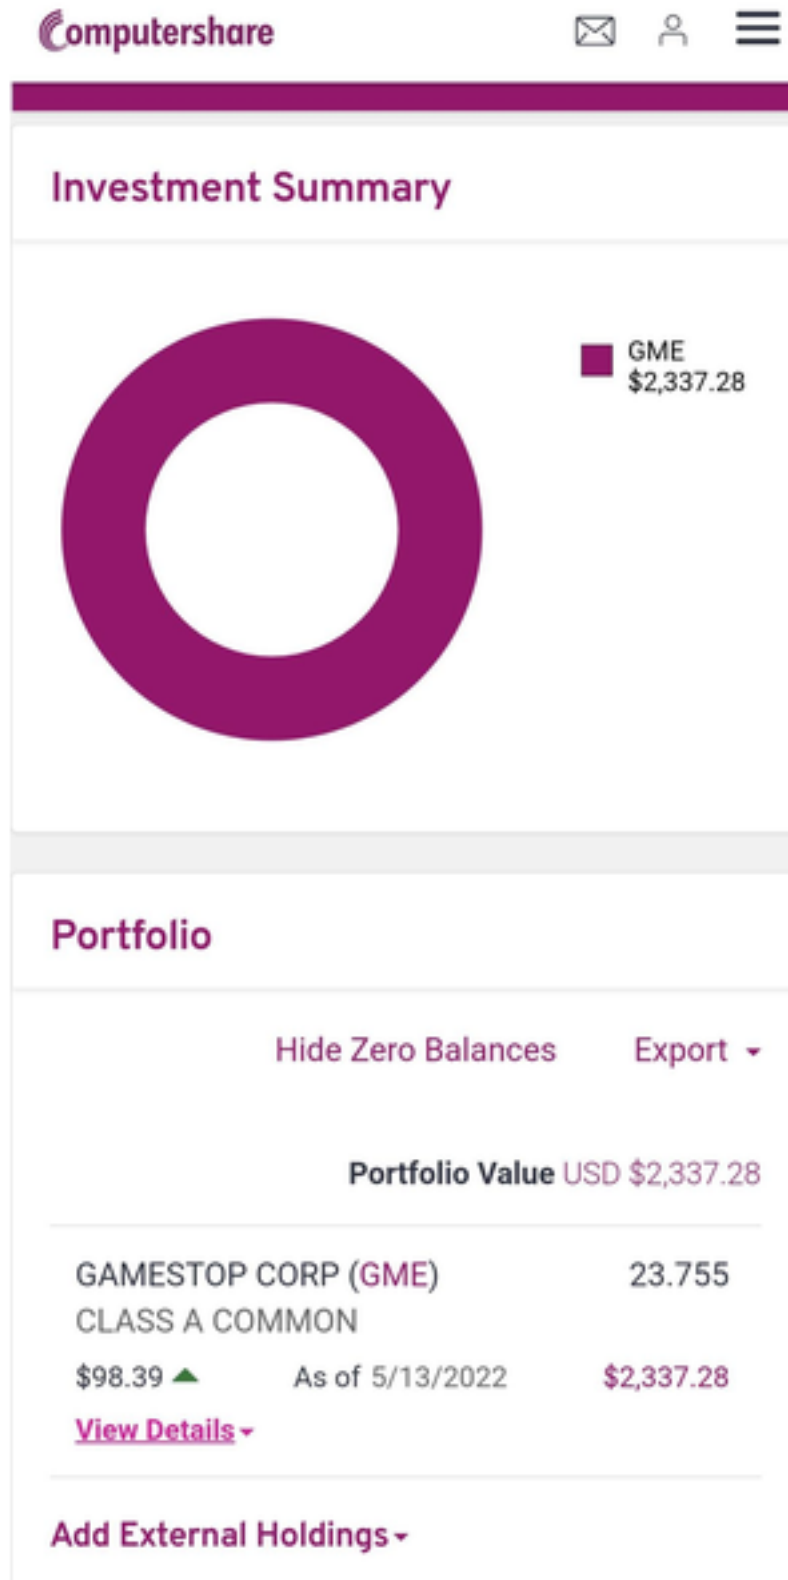 Computershare
Investment Summary
GME
$2,337.28
Portfolio
Hide Zero Balances Export
Portfolio Value USD $2,337.28
GAMESTOP CORP (GME) 23.755
CLASS A COMMON
$98.39 As of 5/13/2022 $2,337.28
View Details
Add External Holdings